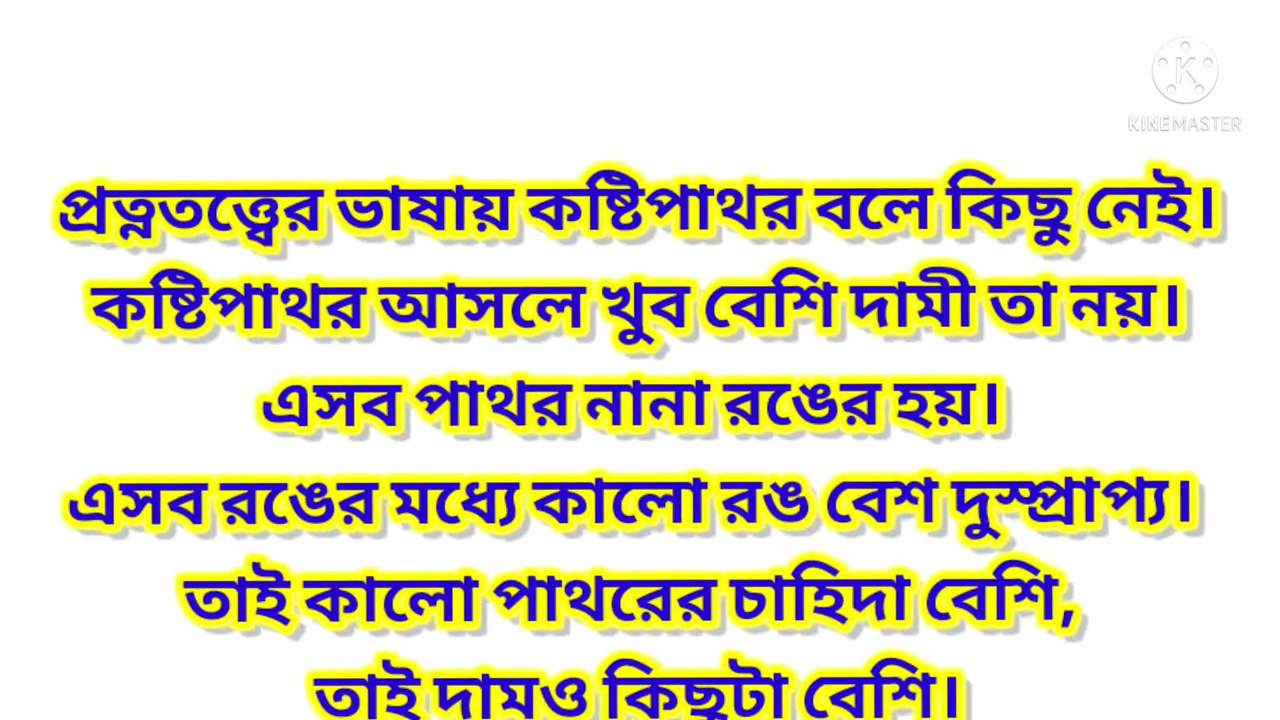 KINEMASTER
প্রত্নতত্ত্বের ভাষায় কষ্টিপাথর বলে কিছু নেই।
কষ্টিপাথর আসলে খুব বেশি দামী তা নয়।
এসব পাথর নানা রঙের হয়।
এসব রঙের মধ্যে কালো রঙ বেশ দুস্প্রাপ্য।
তাই কালো পাথরের চাহিদা বেশি,
তাই দামও কিছুটা বেশি।